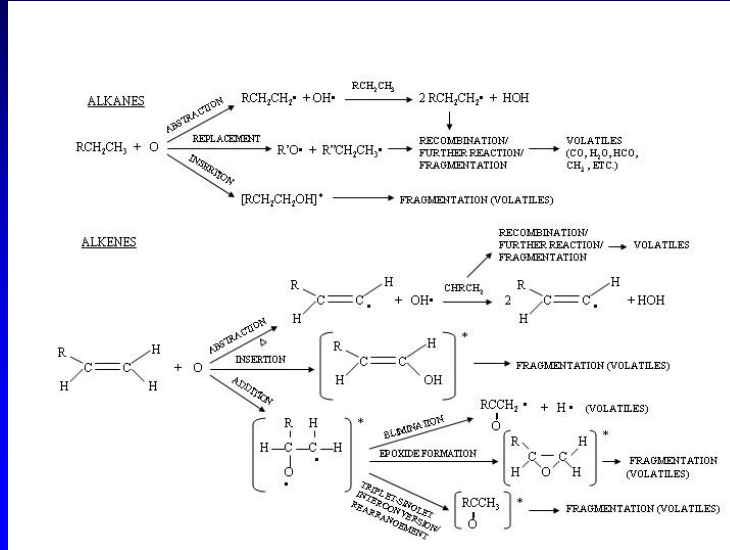 ALKANES
ABSTRACTION
RCH₂CH₂• + OH•
RCH₂CH₃
2 RCH₂CH₂• + HOH
RCH₂CH₃ + O
REPLACEMENT
R'O• + R''CH₂CH₃•
RECOMBINATION/
FURTHER REACTION/
FRAGMENTATION
VOLATILES
(CO, H₂O, HCO,
CH₃ , ETC.)
INSERTION
[RCH₂CH₂OH]*
FRAGMENTATION (VOLATILES)
ALKENES
RECOMBINATION/
FURTHER REACTION/
FRAGMENTATION
VOLATILES
R H
C C
H •
+ OH•
CHRCH₂
2
R H
C C
H •
+ HOH
ABSTRACTION
Δ
R H
C C
H H
+ O
INSERTION
R H
C C
H OH
*
FRAGMENTATION (VOLATILES)
ADDITION
R H
H—C—C—H
• 
O
•
*
ELIMINATION
RCCH₂•
O
+ H• (VOLATILES)
EPOXIDE FORMATION
R H
C C
H O H
*
FRAGMENTATION
(VOLATILES)
TRIPLET-SINGLET
INTERCONVERSION/
REARRANGEMENT
RCCH₃
O
*
FRAGMENTATION (VOLATILES)